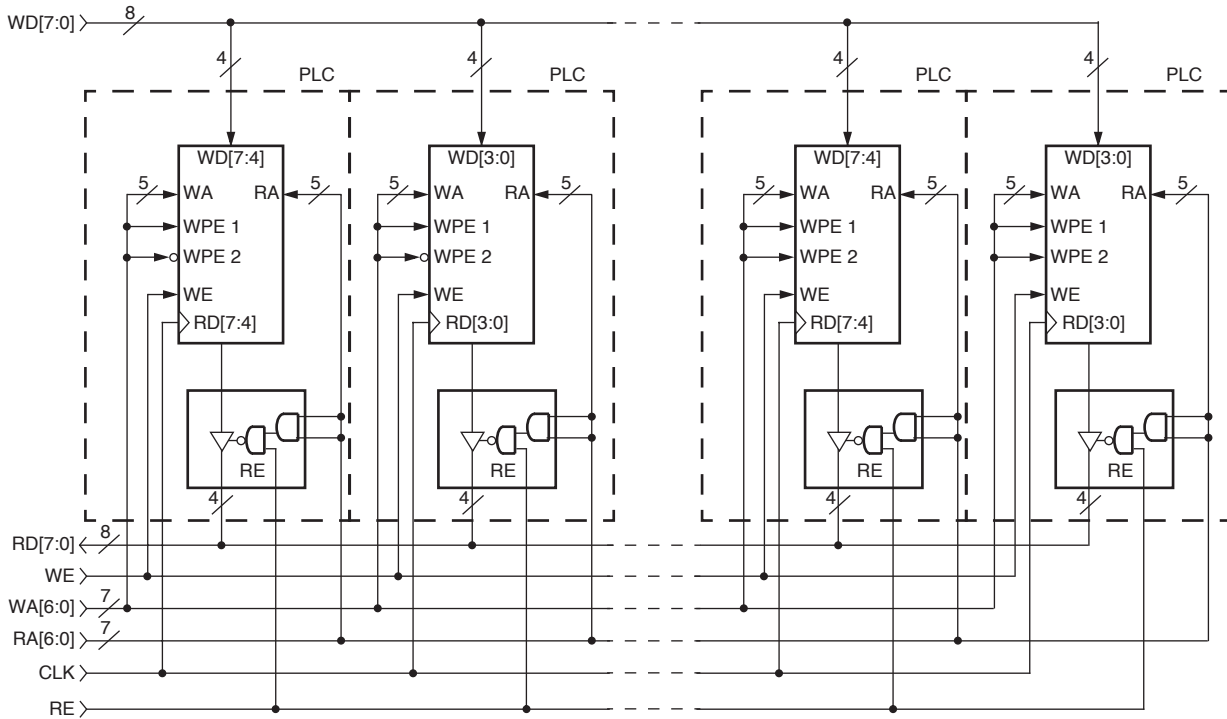 WD[7:0] 8
4 4 4 4
PLC PLC PLC PLC
WD[7:4] WD[3:0] WD[7:4] WD[3:0]
5 WA RA 5 5 WA RA 5 5 WA RA 5 5 WA RA 5
WPE 1 WPE 1 WPE 1 WPE 1
WPE 2 WPE 2 WPE 2 WPE 2
WE WE WE WE
RD[7:4] RD[3:0] RD[7:4] RD[3:0]
RE RE RE RE
4 4 4 4
RD[7:0] 8
WE
WA[6:0] 7
RA[6:0] 7
CLK
RE